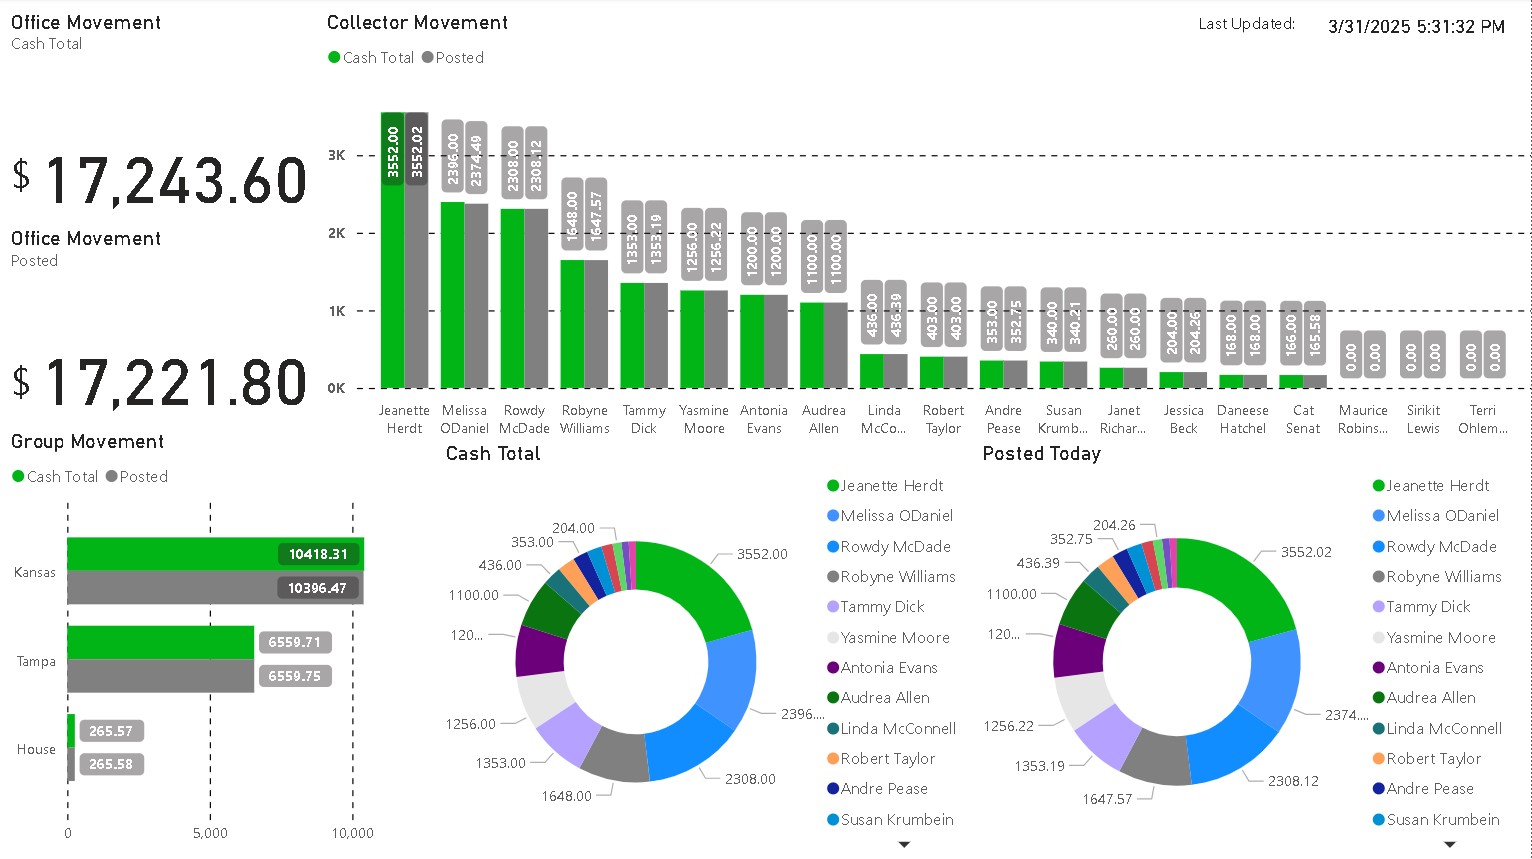 Office Movement
Cash Total
$ 17,243.60
Office Movement
Posted
$ 17,221.80
Collector Movement
Cash Total Posted
Last Updated: 3/31/2025 5:31:32 PM
3K
2K
1K
0K
3552.00 3552.02
2396.00 2374.49
2308.00 2308.12
1648.00 1647.57
1353.00 1353.19
1256.00 1256.22
1200.00 1200.00
1100.00 1100.00
436.00 436.39
403.00 403.00
353.00 352.75
340.00 340.21
260.00 260.00
204.00 204.26
168.00 168.00
166.00 165.58
0.00 0.00
0.00 0.00
0.00 0.00
Jeanette
Herdt
Melissa
ODaniel
Rowdy
McDade
Robyne
Williams
Tammy
Dick
Yasmine
Moore
Antonia
Evans
Audrea
Allen
Linda
McCo...
Robert
Taylor
Andre
Pease
Susan
Krumb...
Janet
Richar...
Jessica
Beck
Daneese
Hatchel
Cat
Senat
Maurice
Robins...
Sirikit
Lewis
Terri
Ohlem...
Group Movement
Cash Total Posted
Kansas
10418.31
10396.47
Tampa
6559.71
6559.75
House
265.57
265.58
0 5,000 10,000
Cash Total
204.00
353.00
436.00
1100.00
120...
1256.00
1353.00
1648.00
2308.00
2396....
3552.00
Jeanette Herdt
Melissa ODaniel
Rowdy McDade
Robyne Williams
Tammy Dick
Yasmine Moore
Antonia Evans
Audrea Allen
Linda McConnell
Robert Taylor
Andre Pease
Susan Krumbein
Posted Today
204.26
352.75
436.39
1100.00
120...
1256.22
1353.19
1647.57
2308.12
2374....
3552.02
Jeanette Herdt
Melissa ODaniel
Rowdy McDade
Robyne Williams
Tammy Dick
Yasmine Moore
Antonia Evans
Audrea Allen
Linda McConnell
Robert Taylor
Andre Pease
Susan Krumbein